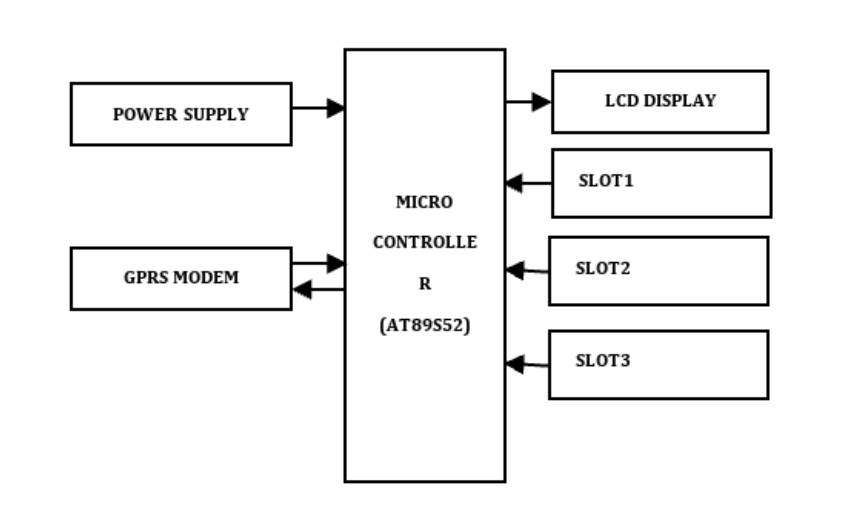 POWER SUPPLY
GPRS MODEM
MICRO
CONTROLLE
R
(AT89S52)
LCD DISPLAY
SLOT1
SLOT2
SLOT3